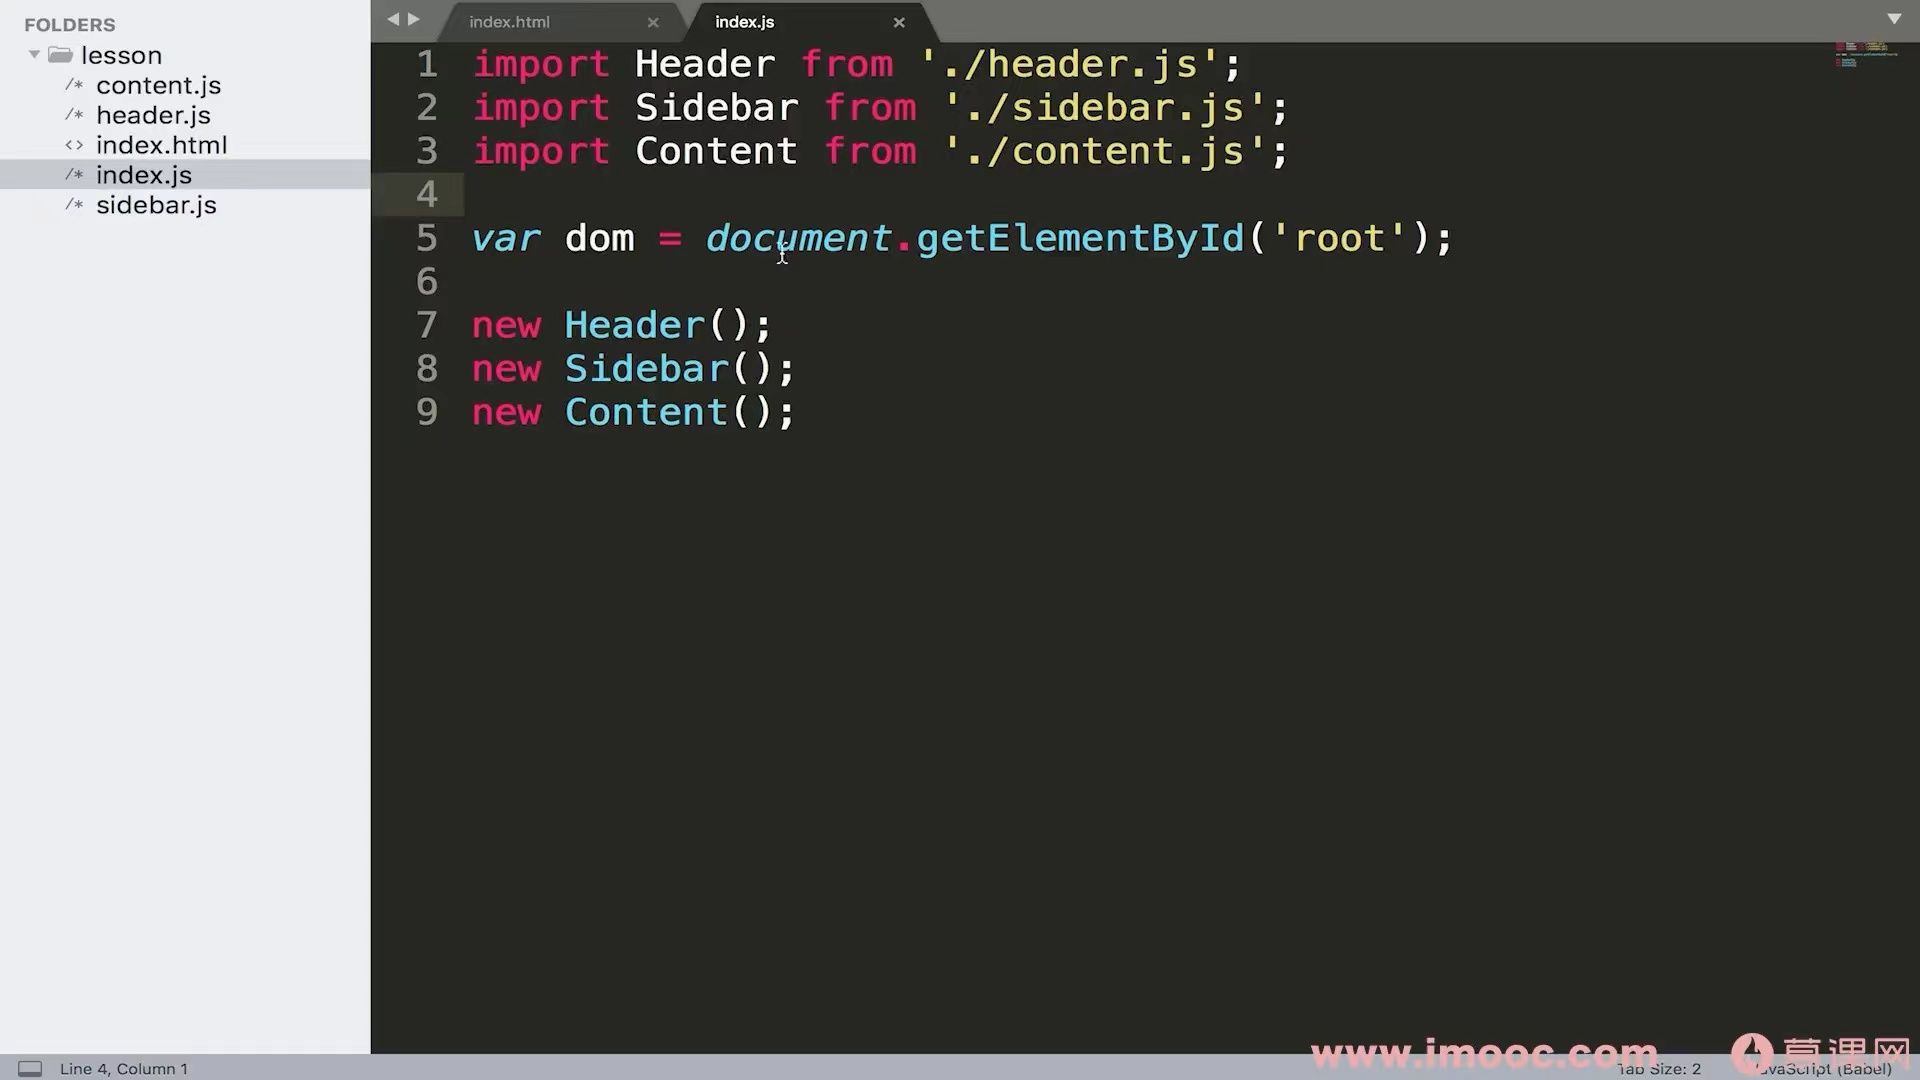 FOLDERS
lesson
/* content.js
/* header.js
<> index.html
/* index.js
/* sidebar.js
index.html ×
index.js ×
1 import Header from './header.js';
2 import Sidebar from './sidebar.js';
3 import Content from './content.js';
4
5 var dom = document.getElementById('root');
6
7 new Header();
8 new Sidebar();
9 new Content();
Line 4, Column 1
Tab Size: 2
JavaScript (Babel)
www.imooc.com
慕课网